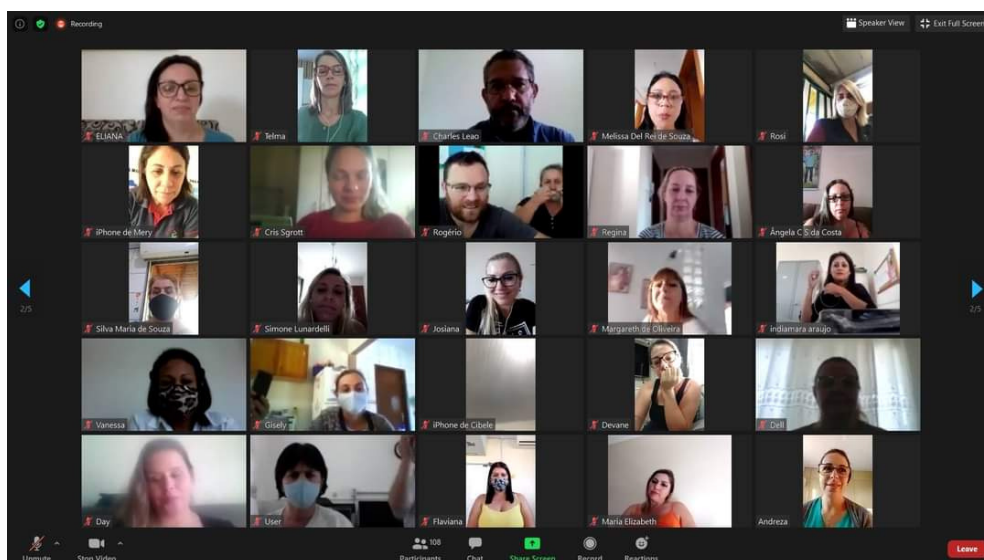 Recording
Speaker View
Exit Full Screen
ELIANA
Telma
Charles Leao
Melissa Del Rei de Souza
Rosi
iPhone de Mery
Cris Sgrott
Rogério
Regina
Ângela C S da Costa
2/5
2/5
Silva Maria de Souza
Simone Lunardelli
Josiana
Margareth de Oliveira
indiamara araujo
Vanessa
Gisely
iPhone de Cibele
Devane
Dell
Day
User
Flaviana
Maria Elizabeth
Andreza
Unmute
Stop Video
108
Participants
Chat
Share Screen
Record
Reactions
Leave